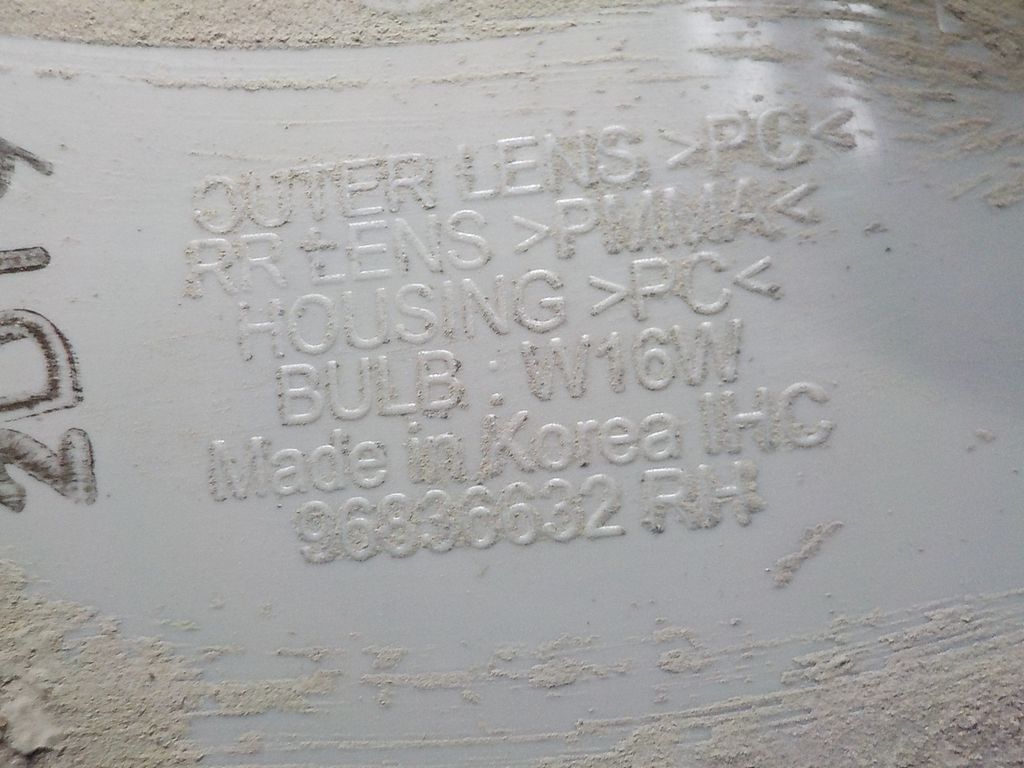 OUTER LENS >PC<
RR LENS >PMMA<
HOUSING >PC<
BULB : W16W
Made in Korea IHC
96836632 RH